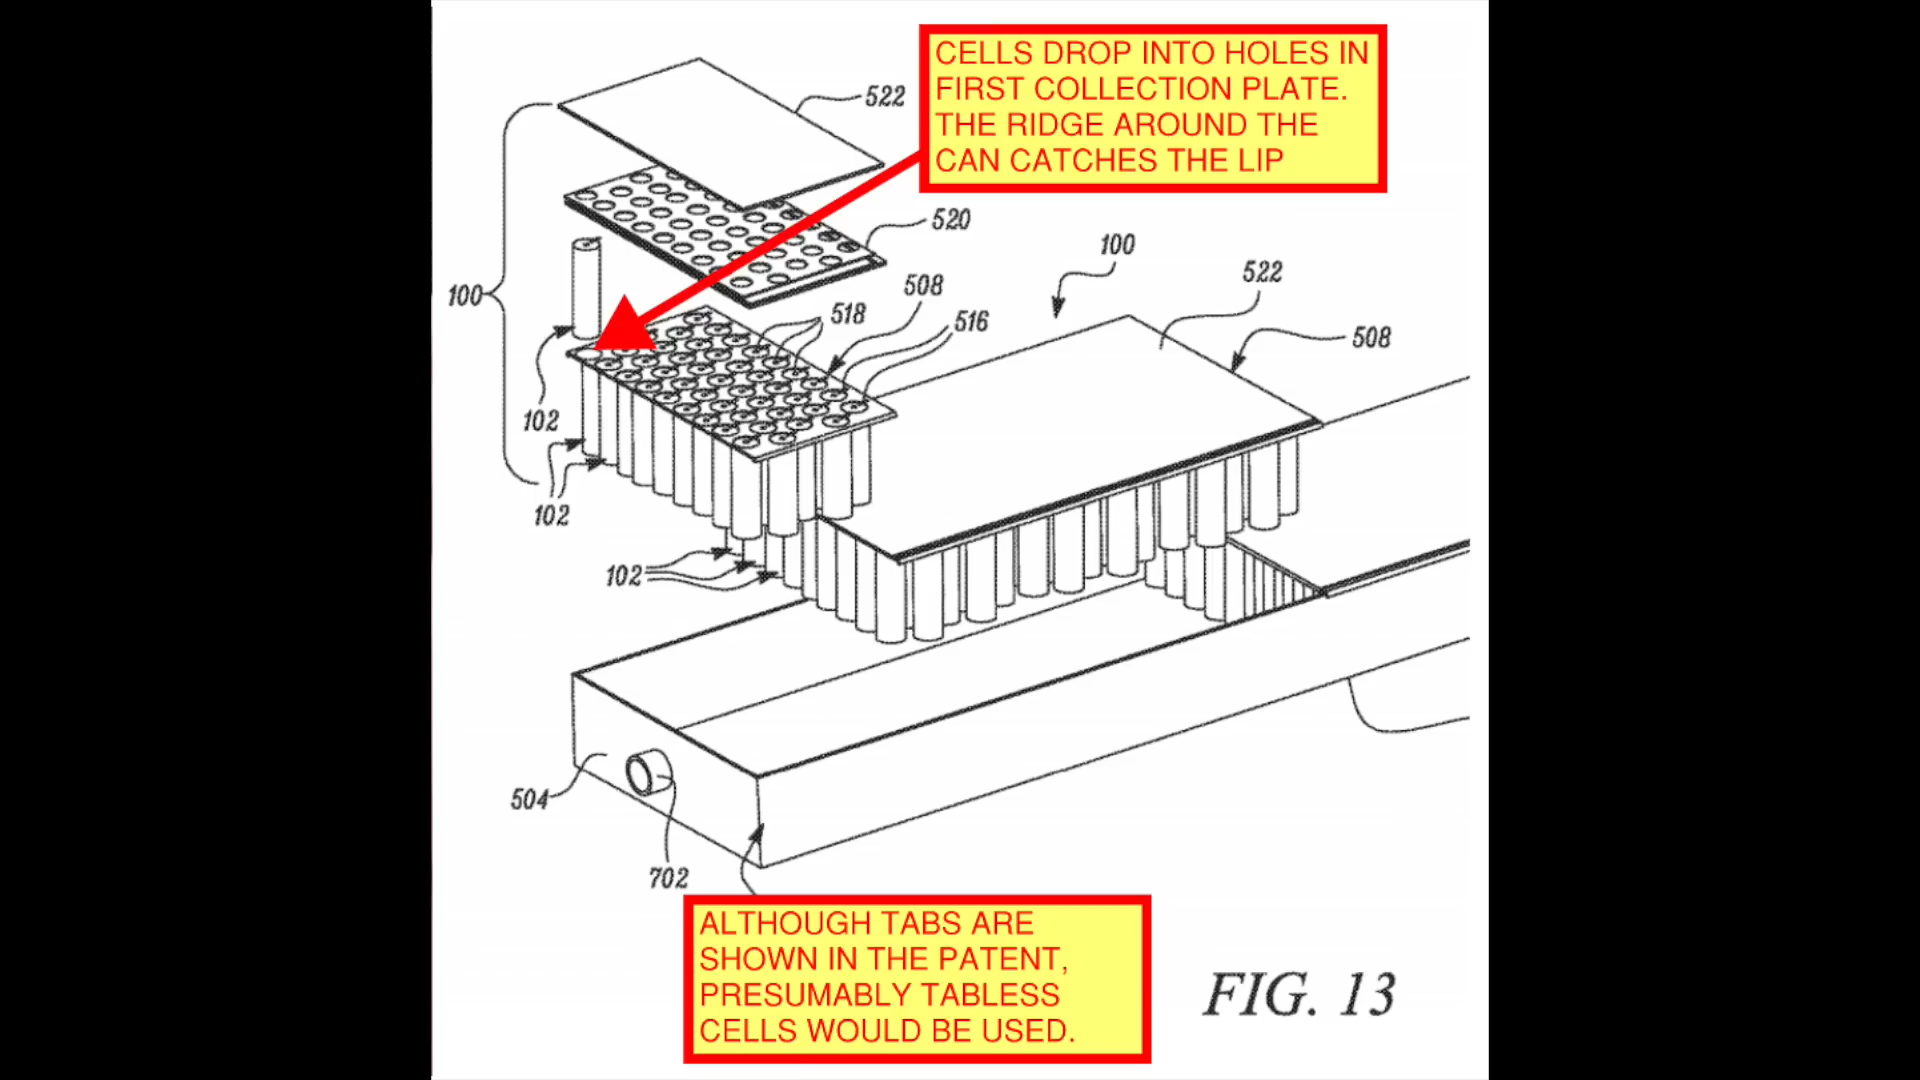 CELLS DROP INTO HOLES IN
FIRST COLLECTION PLATE.
THE RIDGE AROUND THE
CAN CATCHES THE LIP
522
520
100
522
508
518
516
508
100
102
102
102
504
702
ALTHOUGH TABS ARE
SHOWN IN THE PATENT,
PRESUMABLY TABLESS
CELLS WOULD BE USED.
FIG. 13